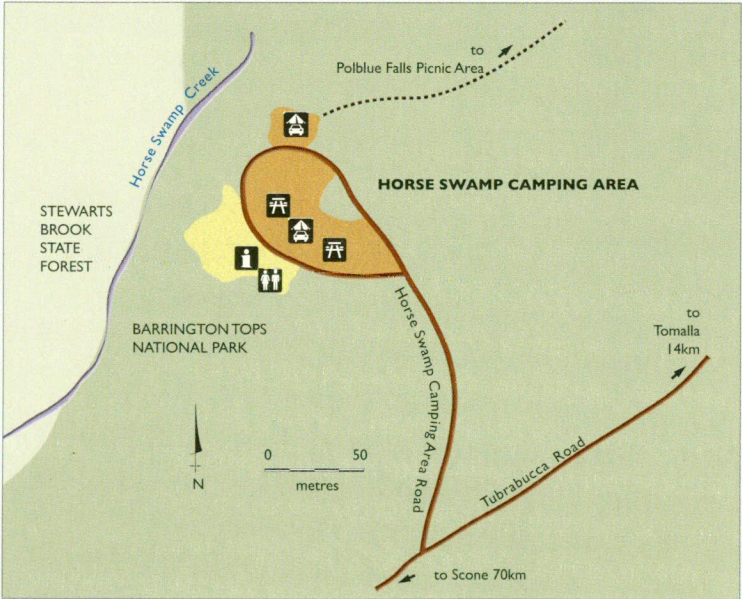 to
Polblue Falls Picnic Area
Horse Swamp Creek
HORSE SWAMP CAMPING AREA
STEWARTS
BROOK
STATE
FOREST
BARRINGTON TOPS
NATIONAL PARK
Horse Swamp Camping Area Road
to
Tomalla
14km
Tubrabucca Road
N
0 50
metres
to Scone 70km